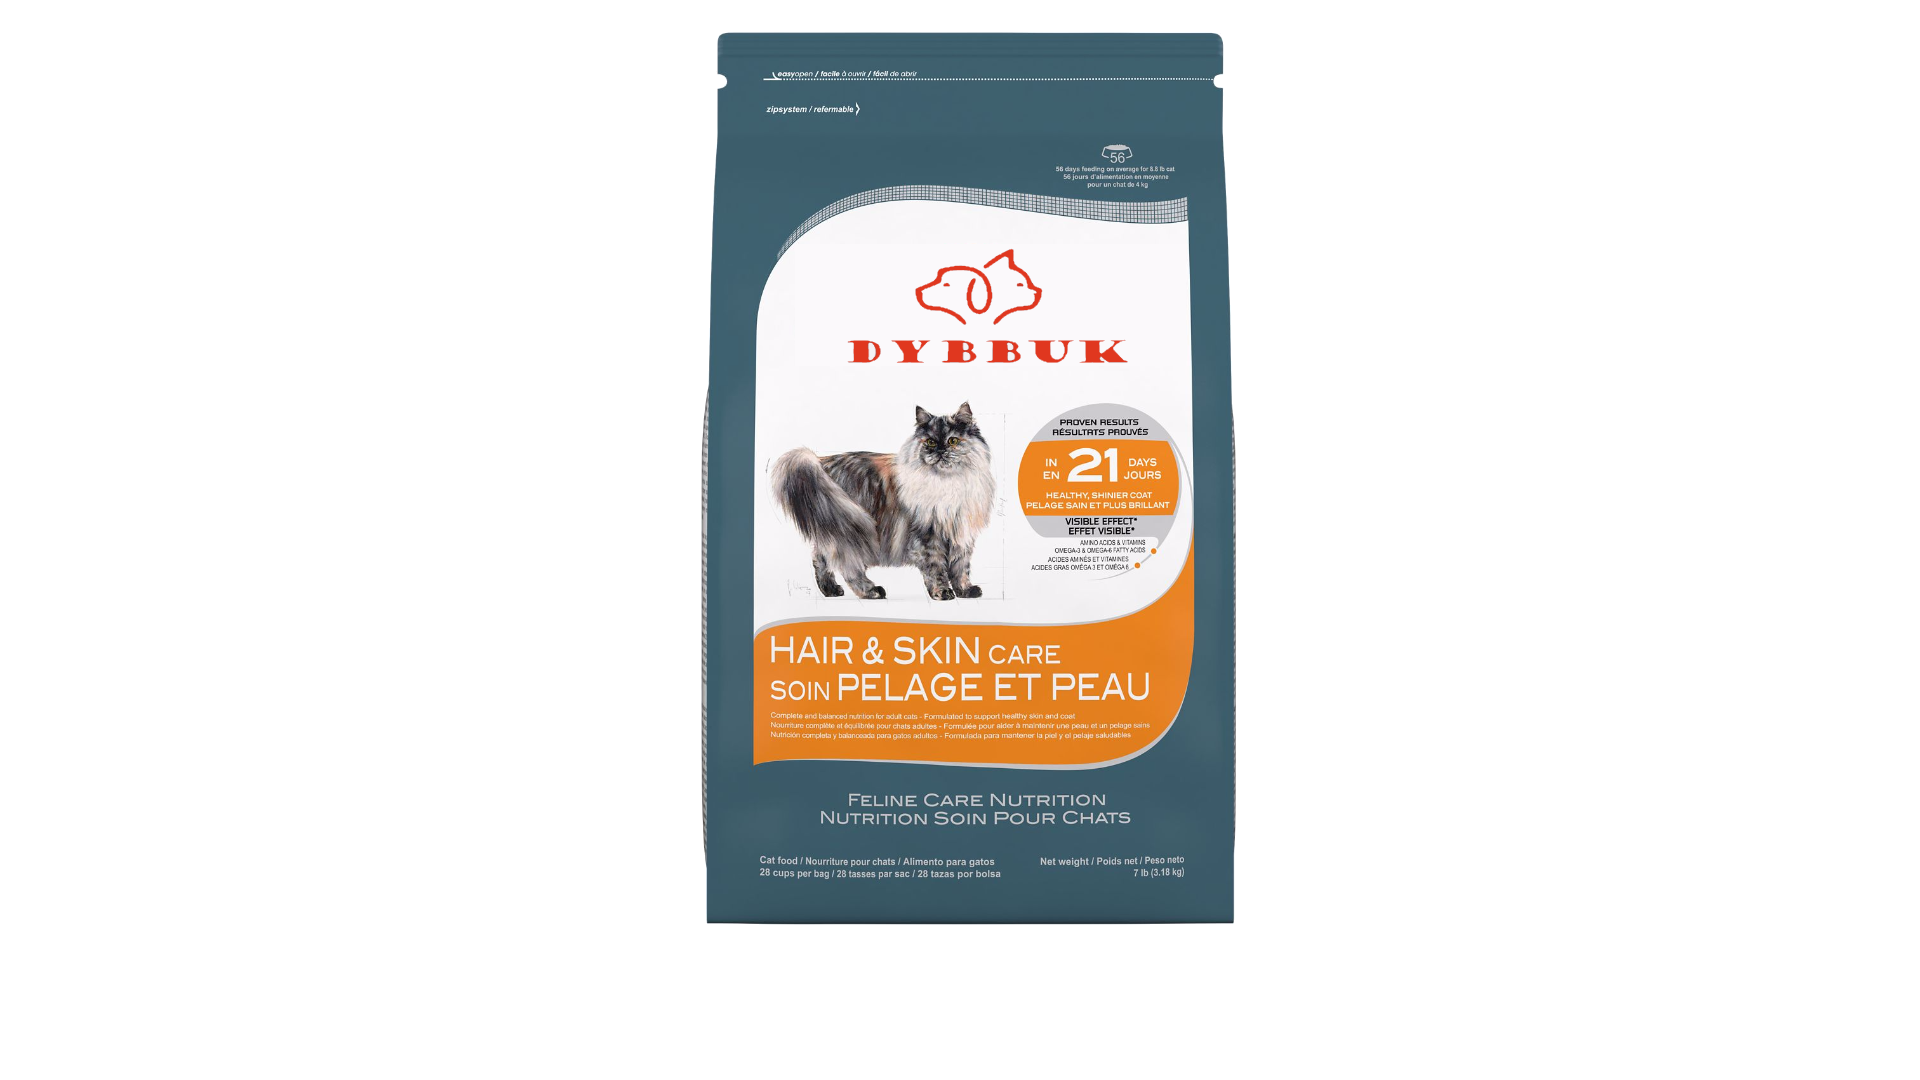 easyopen / facile à ouvrir / fácil de abrir
zipsystem / refermable
56
56 days feeding on average for 8.8 lb cat
56 jours d'alimentation en moyenne
pour un chat de 4 kg
DYBBUK
PROVEN RESULTS
RÉSULTATS PROUVÉS
IN 21 DAYS
EN JOURS
HEALTHY, SHINIER COAT
PELAGE SAIN ET PLUS BRILLANT
VISIBLE EFFECT*
EFFET VISIBLE*
AMINO ACIDS & VITAMINS
OMEGA-3 & OMEGA-6 FATTY ACIDS
ACIDES AMINÉS ET VITAMINES
ACIDES GRAS OMÉGA 3 ET OMÉGA 6
HAIR & SKIN CARE
SOIN PELAGE ET PEAU
Complete and balanced nutrition for adult cats - Formulated to support healthy skin and coat
Nourriture complète et équilibrée pour chats adultes - Formulée pour aider à maintenir une peau et un pelage sains
Nutrición completa y balanceada para gatos adultos - Formulada para mantener la piel y el pelaje saludables
FELINE CARE NUTRITION
NUTRITION SOIN POUR CHATS
Cat food / Nourriture pour chats / Alimento para gatos
28 cups per bag / 28 tasses par sac / 28 tazas por bolsa
Net weight / Poids net / Peso neto
7 lb (3.18 kg)